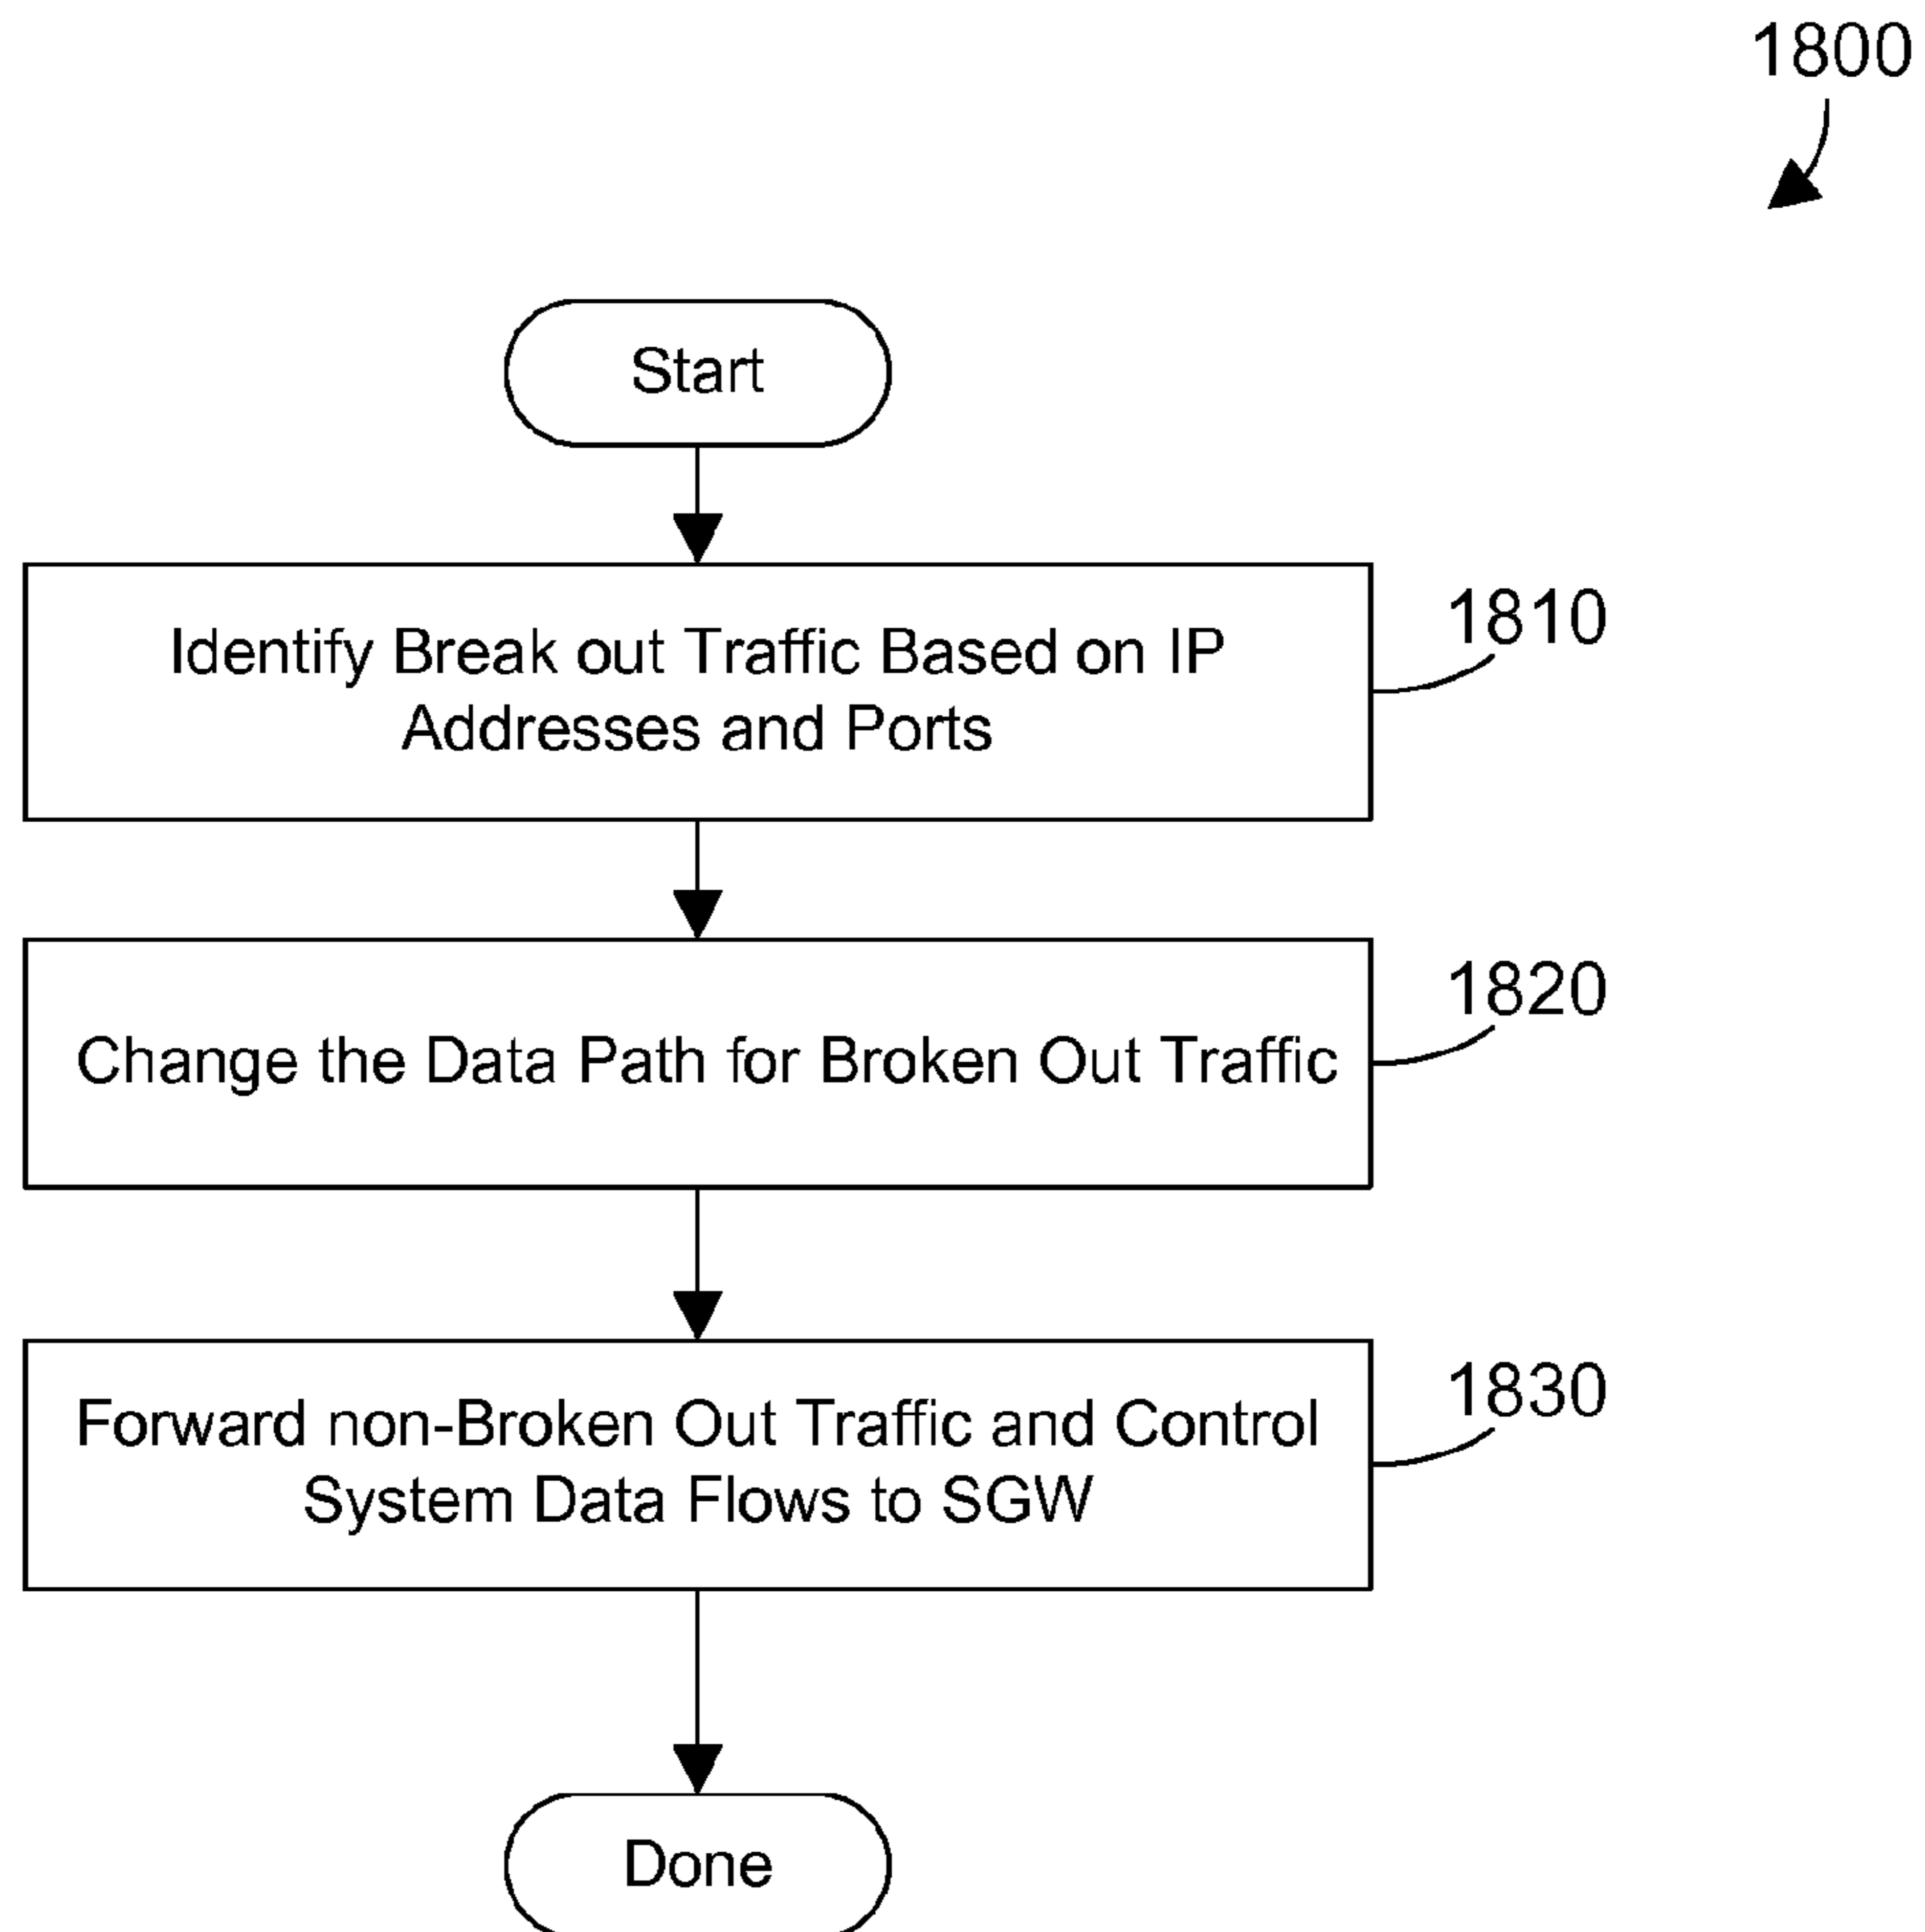 1800
Start
Identify Break out Traffic Based on IP
Addresses and Ports
1810
Change the Data Path for Broken Out Traffic
1820
Forward non-Broken Out Traffic and Control
System Data Flows to SGW
1830
Done